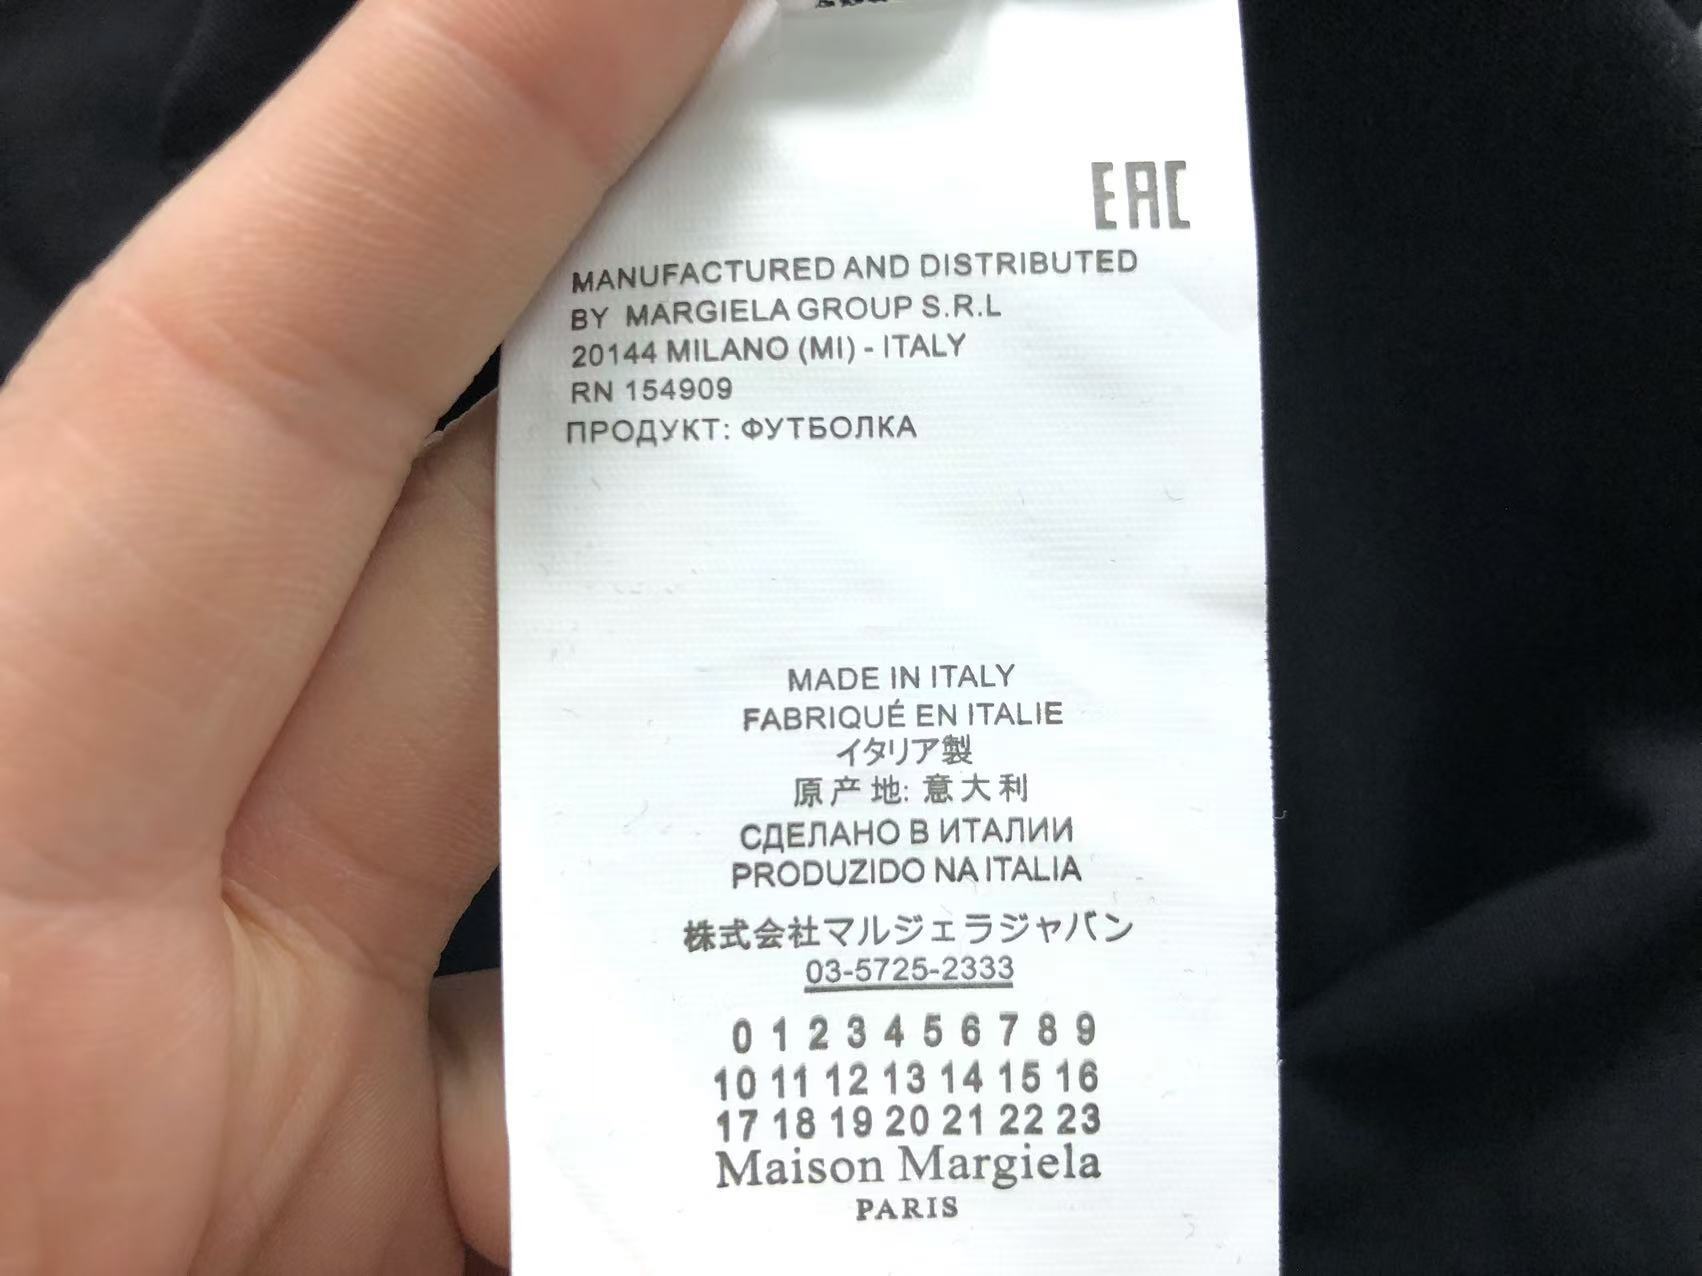 EAC
MANUFACTURED AND DISTRIBUTED
BY MARGIELA GROUP S.R.L
20144 MILANO (MI) - ITALY
RN 154909
ПРОДУКТ: ФУТБОЛКА
MADE IN ITALY
FABRIQUÉ EN ITALIE
イタリア製
原产地: 意大利
СДЕЛАНО В ИТАЛИИ
PRODUZIDO NA ITALIA
株式会社マルジェラジャパン
03-5725-2333
0 1 2 3 4 5 6 7 8 9
10 11 12 13 14 15 16
17 18 19 20 21 22 23
Maison Margiela
PARIS